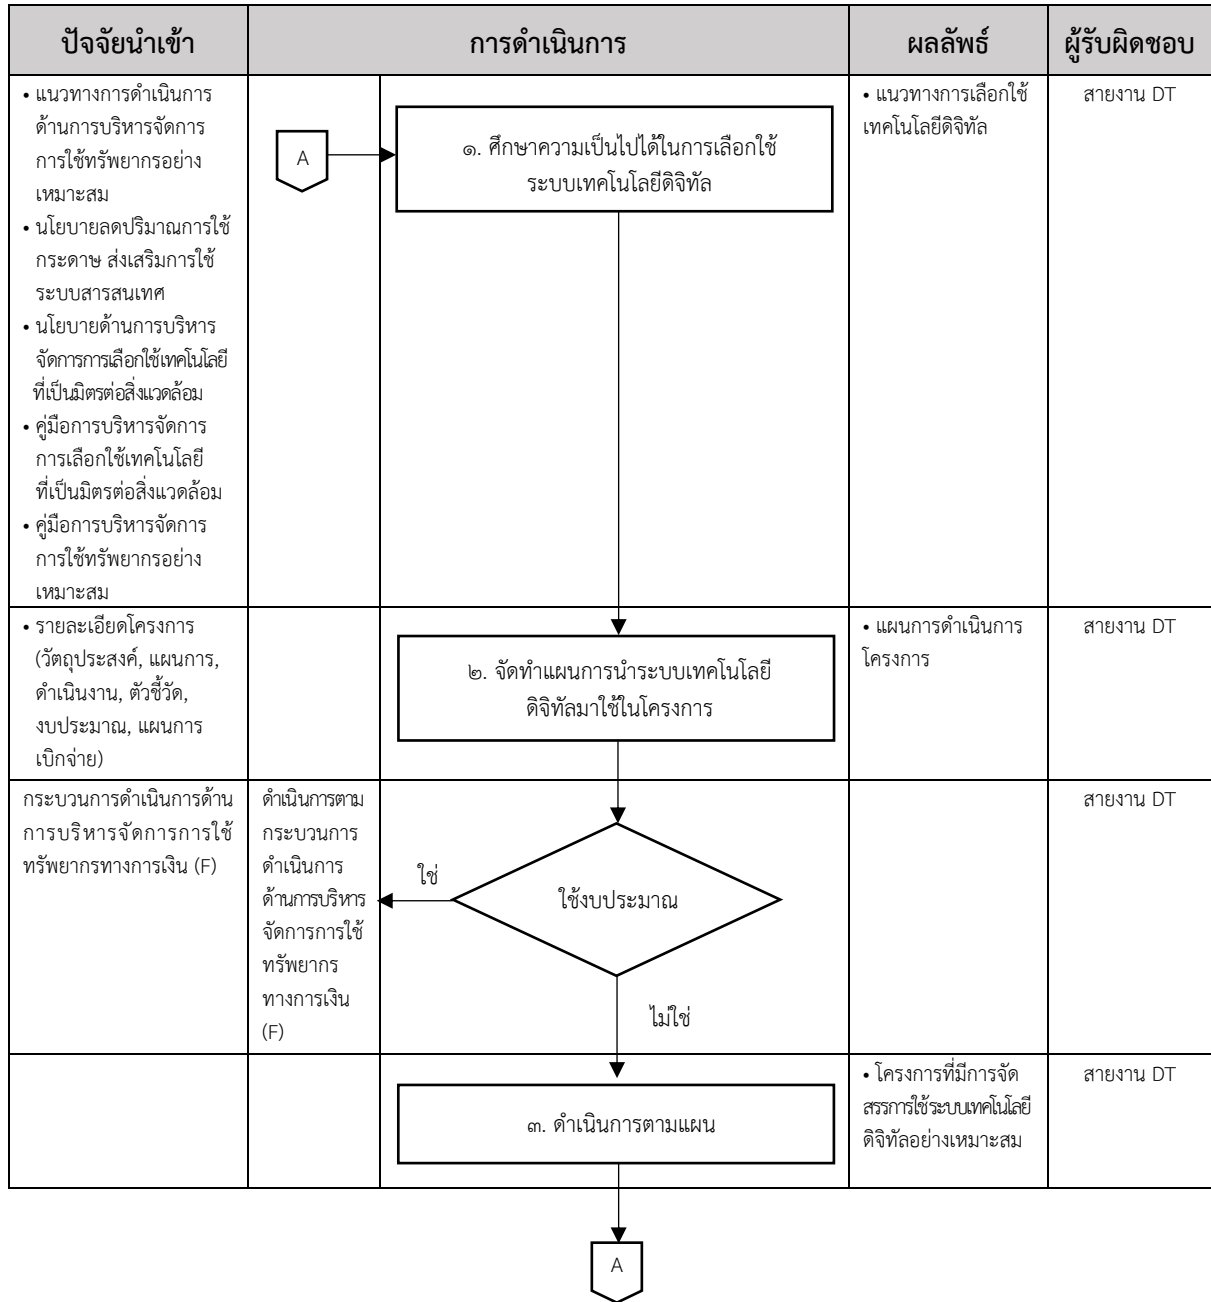 ปัจจัยนำเข้า
การดำเนินการ
ผลลัพธ์
ผู้รับผิดชอบ
• แนวทางการดำเนินการ
ด้านการบริหารจัดการ
การใช้ทรัพยากรอย่าง
เหมาะสม
• นโยบายลดปริมาณการใช้
กระดาษ ส่งเสริมการใช้
ระบบสารสนเทศ
• นโยบายด้านการบริหาร
จัดการการเลือกใช้เทคโนโลยี
ที่เป็นมิตรต่อสิ่งแวดล้อม
• คู่มือการบริหารจัดการ
การเลือกใช้เทคโนโลยี
ที่เป็นมิตรต่อสิ่งแวดล้อม
• คู่มือการบริหารจัดการ
การใช้ทรัพยากรอย่าง
เหมาะสม
A
๑. ศึกษาความเป็นไปได้ในการเลือกใช้
ระบบเทคโนโลยีดิจิทัล
• แนวทางการเลือกใช้
เทคโนโลยีดิจิทัล
สายงาน DT
• รายละเอียดโครงการ
(วัตถุประสงค์, แผนการ,
ดำเนินงาน, ตัวชี้วัด,
งบประมาณ, แผนการ
เบิกจ่าย)
๒. จัดทำแผนการนำระบบเทคโนโลยี
ดิจิทัลมาใช้ในโครงการ
• แผนการดำเนินการ
โครงการ
สายงาน DT
กระบวนการดำเนินการด้าน
การบริหารจัดการการใช้
ทรัพยากรทางการเงิน (F)
ดำเนินการตาม
กระบวนการ
ดำเนินการ
ด้านการบริหาร
จัดการการใช้
ทรัพยากร
ทางการเงิน
(F)
ใช่
ใช้งบประมาณ
ไม่ใช่
สายงาน DT
๓. ดำเนินการตามแผน
• โครงการที่มีการจัด
สรรการใช้ระบบเทคโนโลยี
ดิจิทัลอย่างเหมาะสม
สายงาน DT
A